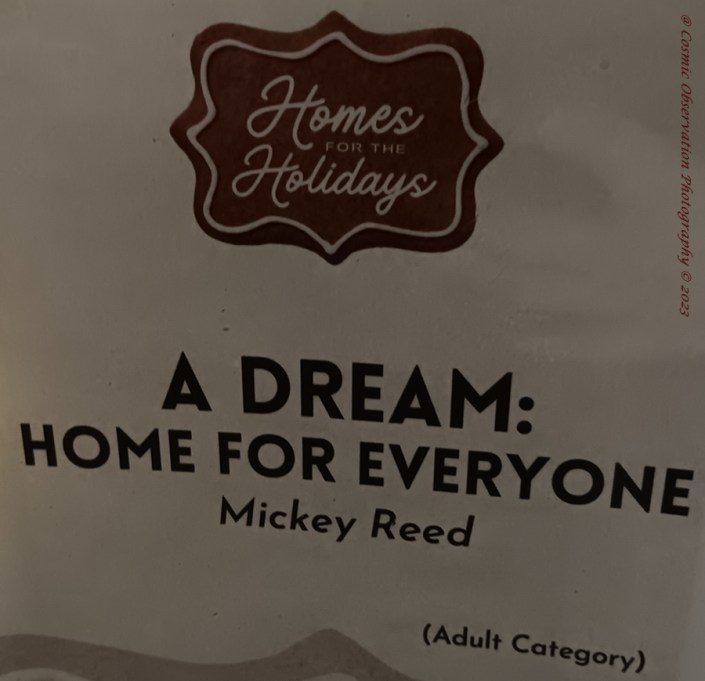 Homes
FOR THE
Holidays
A DREAM:
HOME FOR EVERYONE
Mickey Reed
(Adult Category)
@ Cosmic Observation Photography © 2023